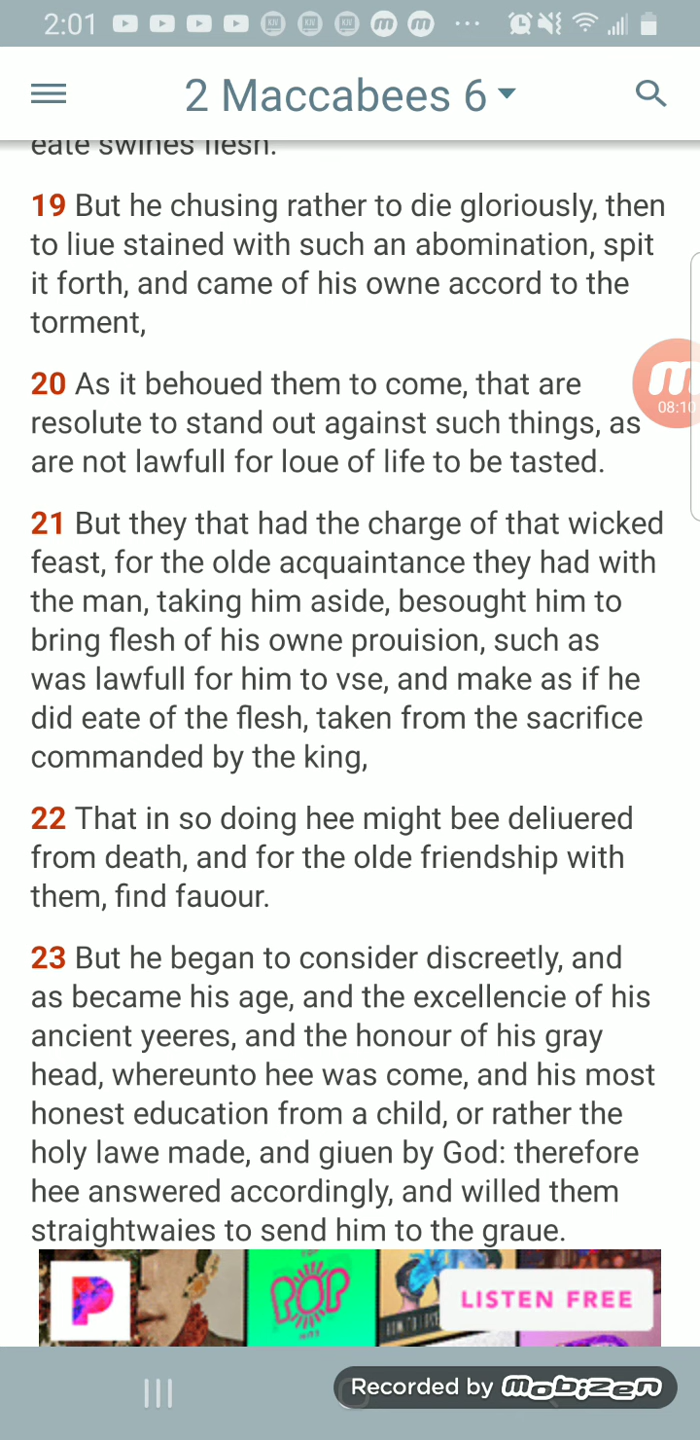 2:01
2 Maccabees 6
eate swines flesh.
19 But he chusing rather to die gloriously, then
to liue stained with such an abomination, spit
it forth, and came of his owne accord to the
torment,
20 As it behoued them to come, that are
resolute to stand out against such things, as
are not lawfull for loue of life to be tasted.
m
08:10
21 But they that had the charge of that wicked
feast, for the olde acquaintance they had with
the man, taking him aside, besought him to
bring flesh of his owne prouision, such as
was lawfull for him to vse, and make as if he
did eate of the flesh, taken from the sacrifice
commanded by the king,
22 That in so doing hee might bee deliuered
from death, and for the olde friendship with
them, find fauour.
23 But he began to consider discreetly, and
as became his age, and the excellencie of his
ancient yeeres, and the honour of his gray
head, whereunto hee was come, and his most
honest education from a child, or rather the
holy lawe made, and giuen by God: therefore
hee answered accordingly, and willed them
straightwaies to send him to the graue.
P
POP
LISTEN FREE
Recorded by mobizen